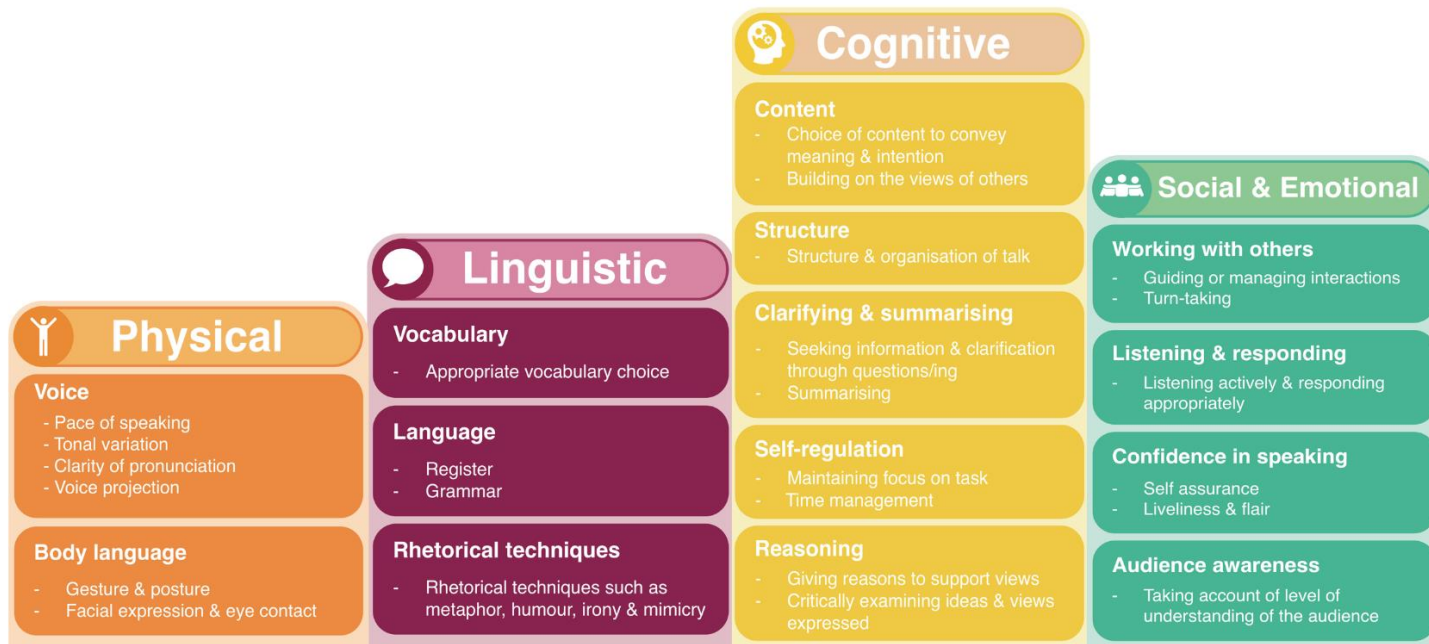 Physical
Voice
- Pace of speaking
- Tonal variation
- Clarity of pronunciation
- Voice projection
Body language
- Gesture & posture
- Facial expression & eye contact
Linguistic
Vocabulary
- Appropriate vocabulary choice
Language
- Register
- Grammar
Rhetorical techniques
- Rhetorical techniques such as
metaphor, humour, irony & mimicry
Cognitive
Content
- Choice of content to convey
meaning & intention
- Building on the views of others
Structure
- Structure & organisation of talk
Clarifying & summarising
- Seeking information & clarification
through questions/ing
- Summarising
Self-regulation
- Maintaining focus on task
- Time management
Reasoning
- Giving reasons to support views
- Critically examining ideas & views
expressed
Social & Emotional
Working with others
- Guiding or managing interactions
- Turn-taking
Listening & responding
- Listening actively & responding
appropriately
Confidence in speaking
- Self assurance
- Liveliness & flair
Audience awareness
- Taking account of level of
understanding of the audience